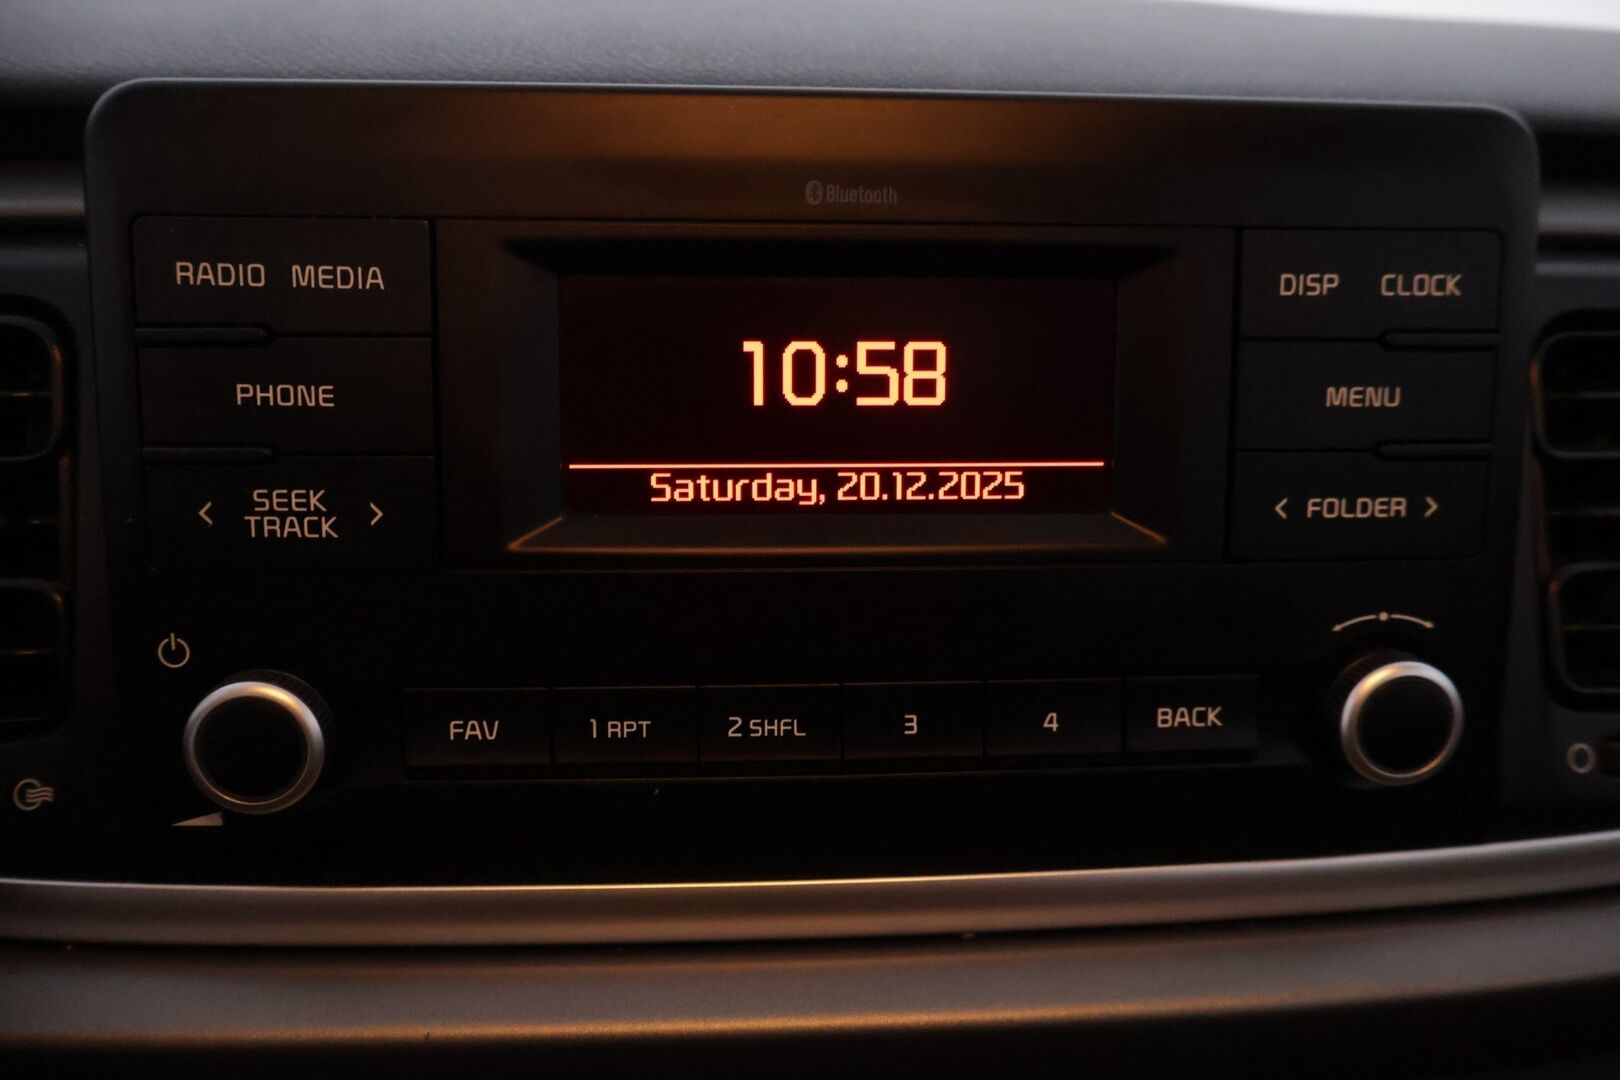 Bluetooth
RADIO MEDIA
DISP CLOCK
10:58
PHONE
MENU
Saturday, 20.12.2025
< SEEK >
TRACK
< FOLDER >
FAV
1 RPT
2 SHFL
3
4
BACK